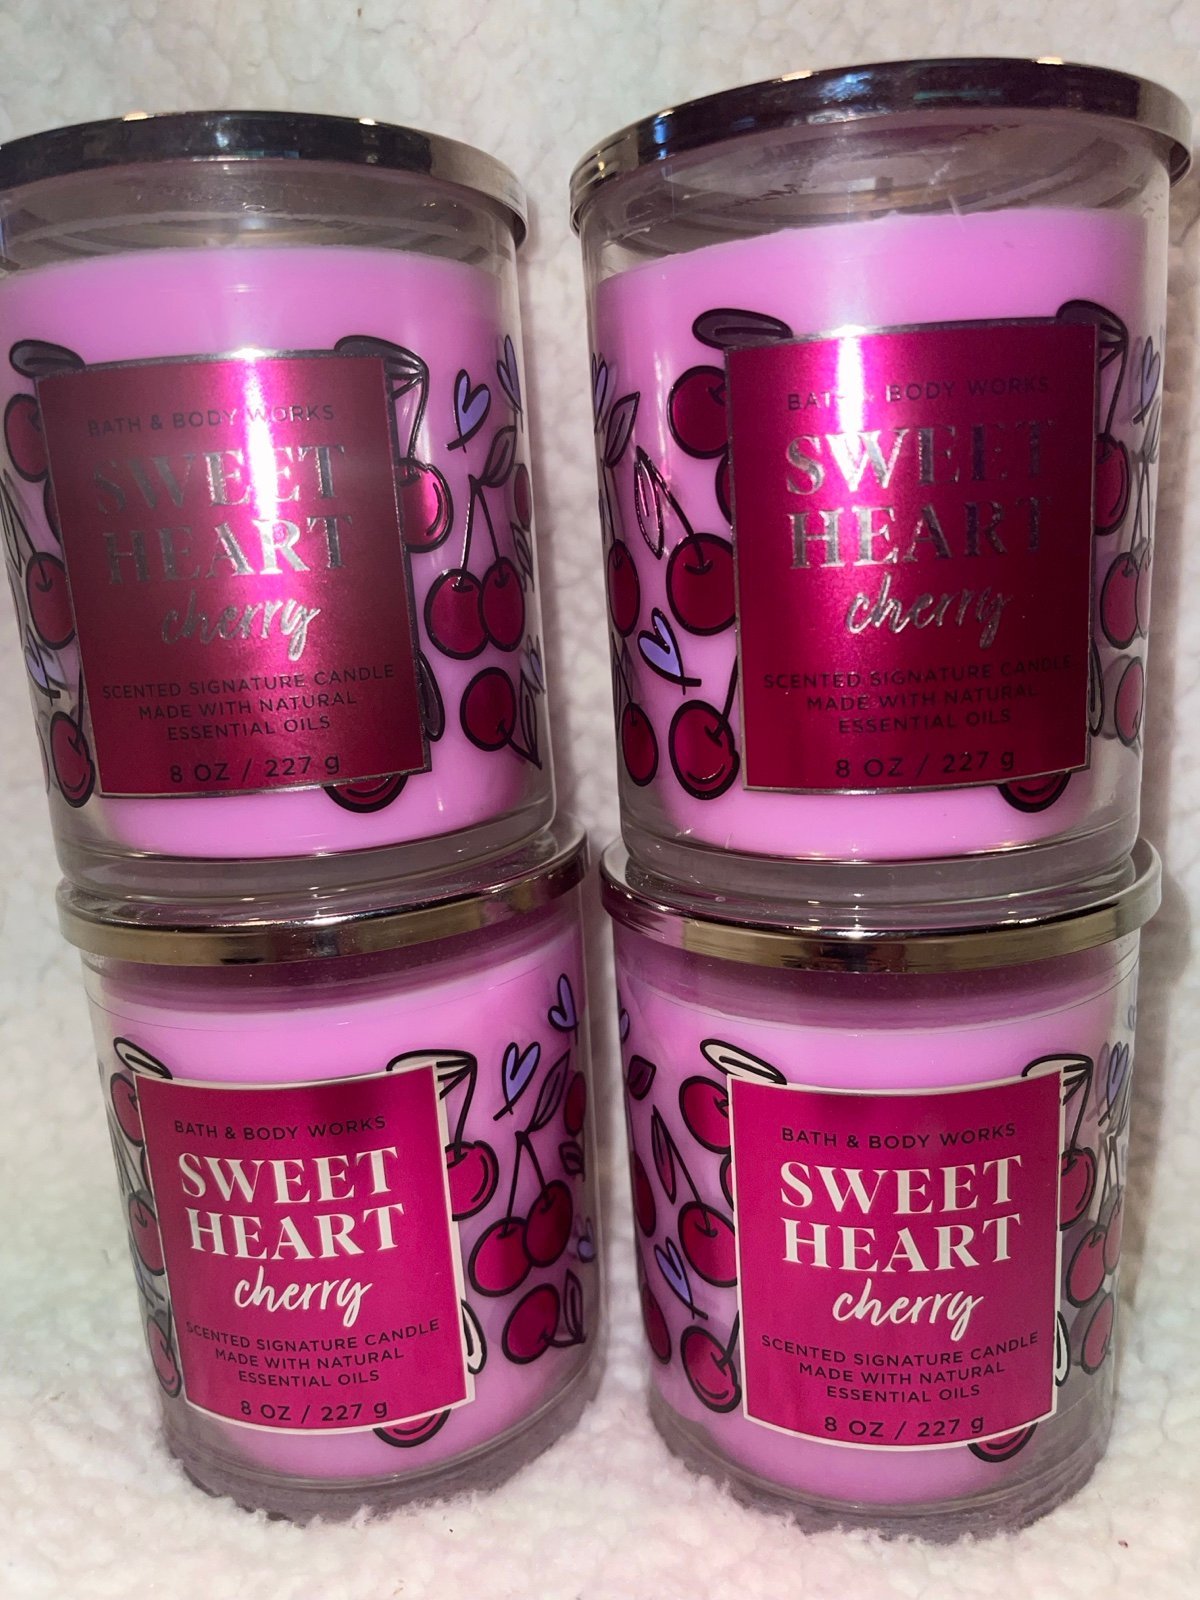 BATH & BODY WORKS
SWEET
HEART
cherry
SCENTED SIGNATURE CANDLE
MADE WITH NATURAL
ESSENTIAL OILS
8 OZ / 227 g
BATH & BODY WORKS
SWEET
HEART
cherry
SCENTED SIGNATURE CANDLE
MADE WITH NATURAL
ESSENTIAL OILS
8 OZ / 227 g
BATH & BODY WORKS
SWEET
HEART
cherry
SCENTED SIGNATURE CANDLE
MADE WITH NATURAL
ESSENTIAL OILS
8 OZ / 227 g
BATH & BODY WORKS
SWEET
HEART
cherry
SCENTED SIGNATURE CANDLE
MADE WITH NATURAL
ESSENTIAL OILS
8 OZ / 227 g